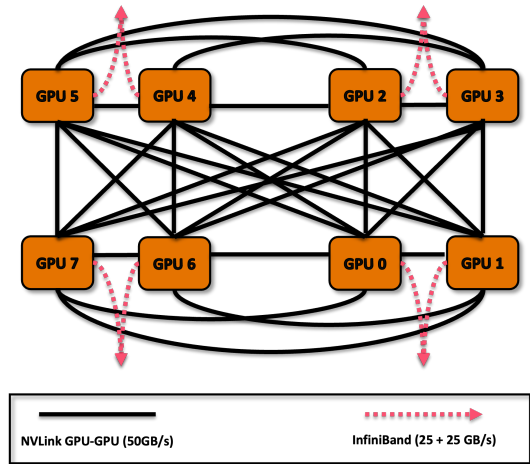 GPU 5
GPU 4
GPU 2
GPU 3
GPU 7
GPU 6
GPU 0
GPU 1
NVLink GPU-GPU (50GB/s)
InfiniBand (25 + 25 GB/s)